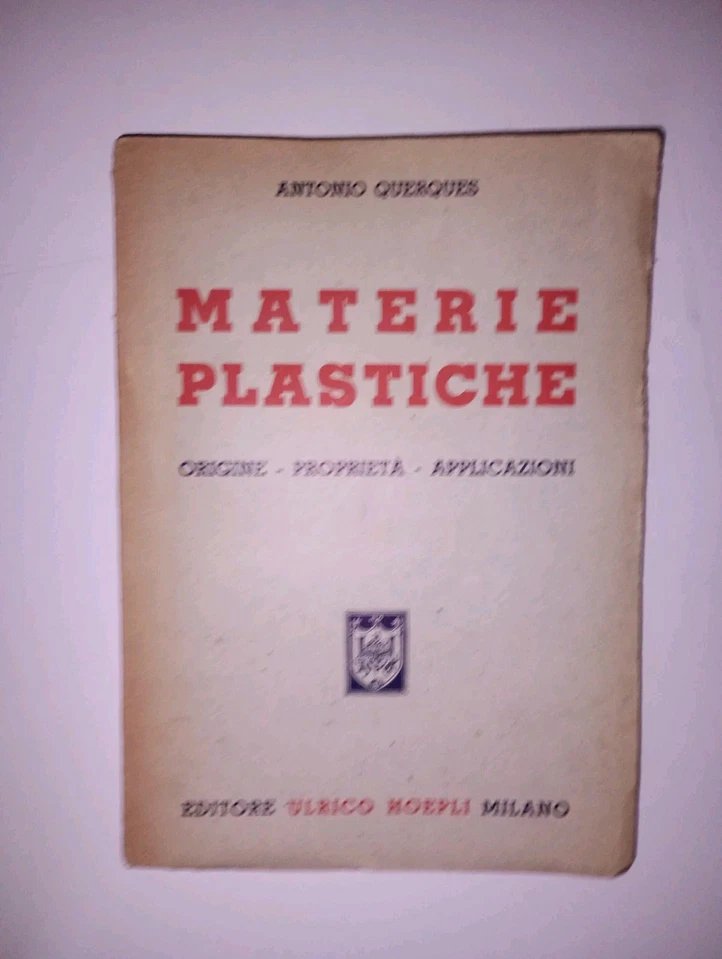 ANTONIO QUERQUES
MATERIE
PLASTICHE
ORIGINE - PROPRIETÀ - APPLICAZIONI
EDITORE ULRICO HOEPLI MILANO